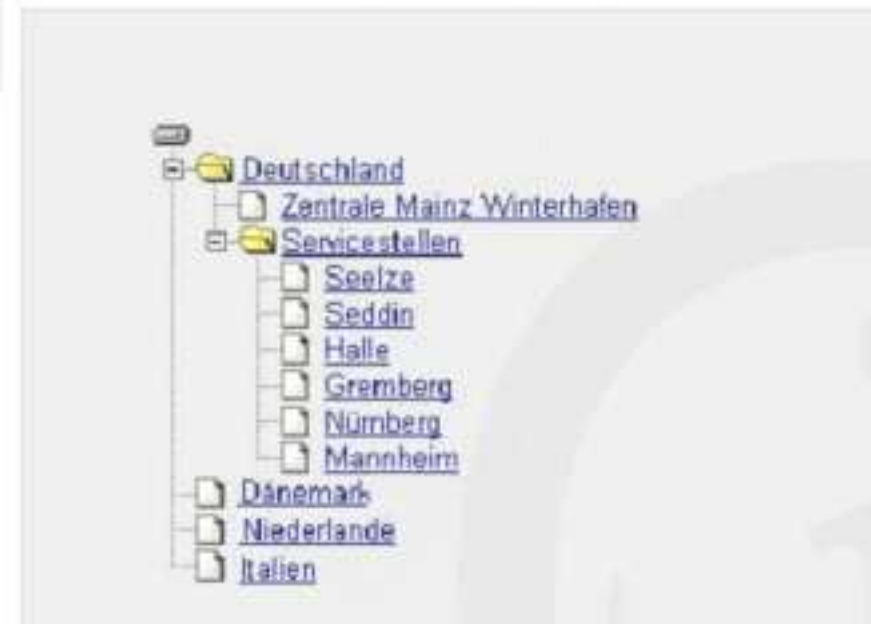 Deutschland
Zentrale Mainz Winterhafen
Servicestellen
Seelze
Seddin
Halle
Gremberg
Nürnberg
Mannheim
Dänemark
Niederlande
Italien